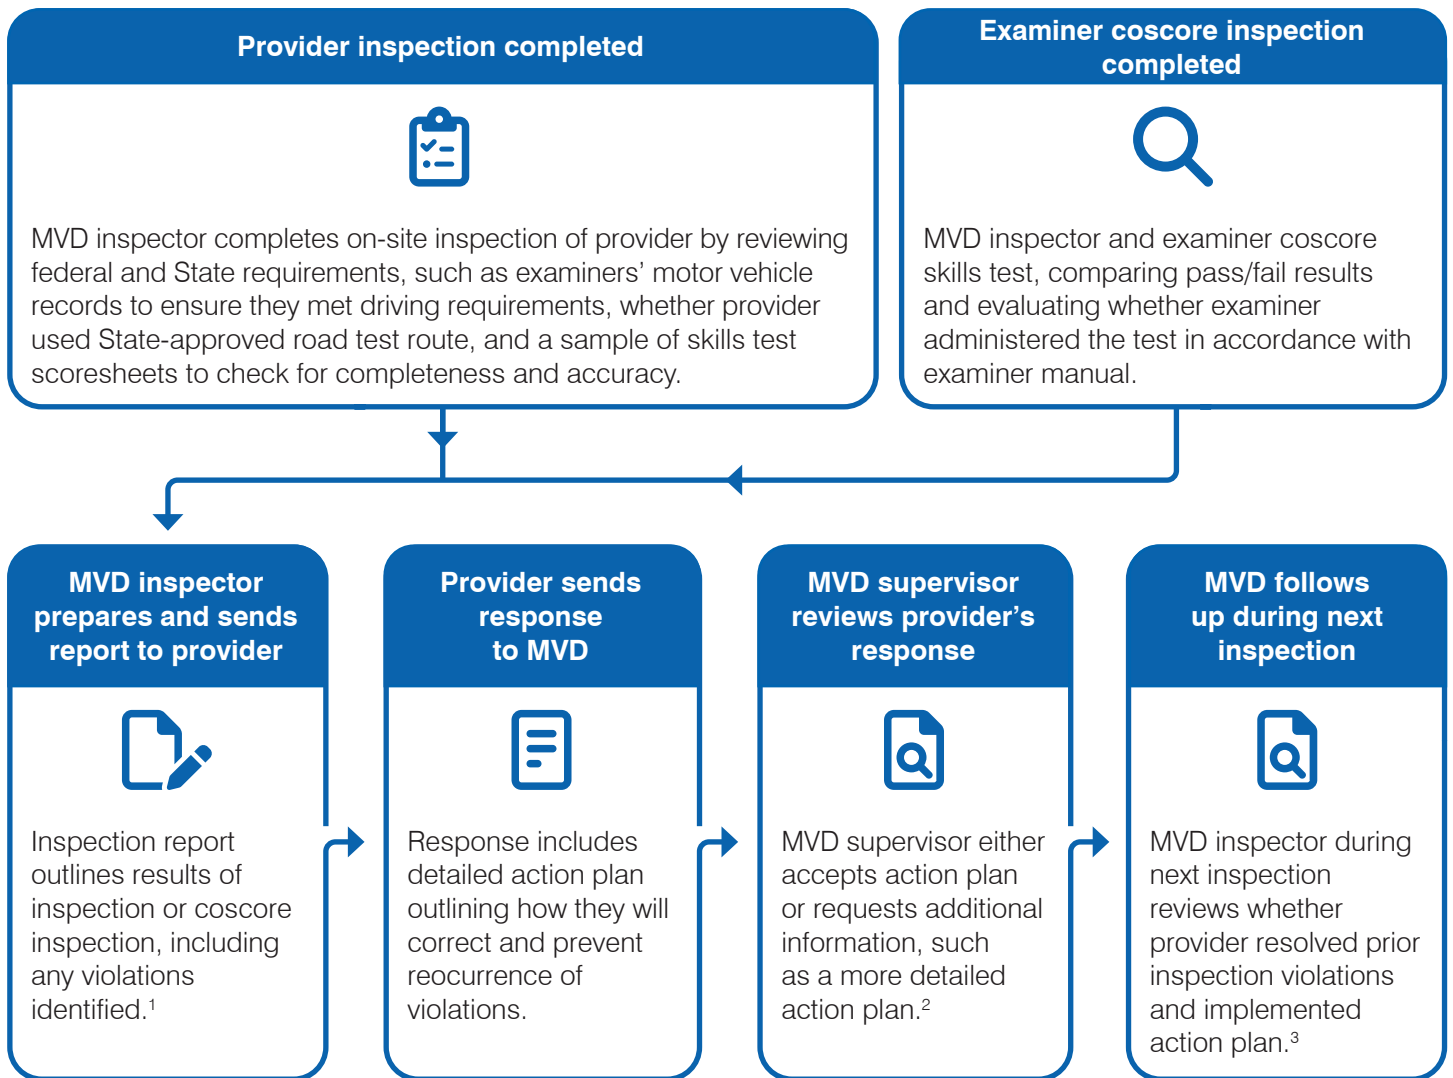 Provider inspection completed
MVD inspector completes on-site inspection of provider by reviewing
federal and State requirements, such as examiners’ motor vehicle
records to ensure they met driving requirements, whether provider
used State-approved road test route, and a sample of skills test
scoresheets to check for completeness and accuracy.
Examiner coscore inspection
completed
MVD inspector and examiner coscore
skills test, comparing pass/fail results
and evaluating whether examiner
administered the test in accordance with
examiner manual.
MVD inspector
prepares and sends
report to provider
Inspection report
outlines results of
inspection or coscore
inspection, including
any violations
identified.¹
Provider sends
response
to MVD
Response includes
detailed action plan
outlining how they will
correct and prevent
reocurrence of
violations.
MVD supervisor
reviews provider’s
response
MVD supervisor either
accepts action plan
or requests additional
information, such
as a more detailed
action plan.²
MVD follows
up during next
inspection
MVD inspector during
next inspection
reviews whether
provider resolved prior
inspection violations
and implemented
action plan.³